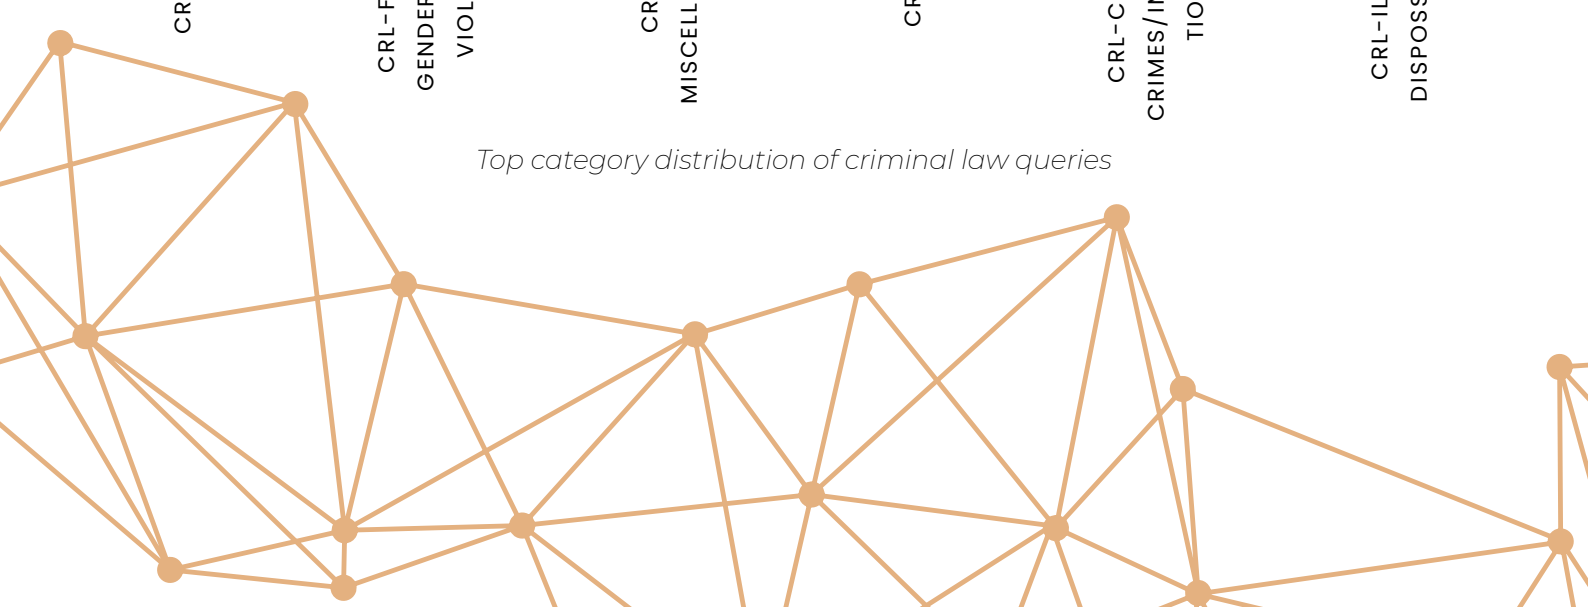 CR
CRL-F
GENDER
VIOL
CR
MISCELL
CR
CRL-C
CRIMES/IN
TIO
CRL-IL
DISPOSS
Top category distribution of criminal law queries